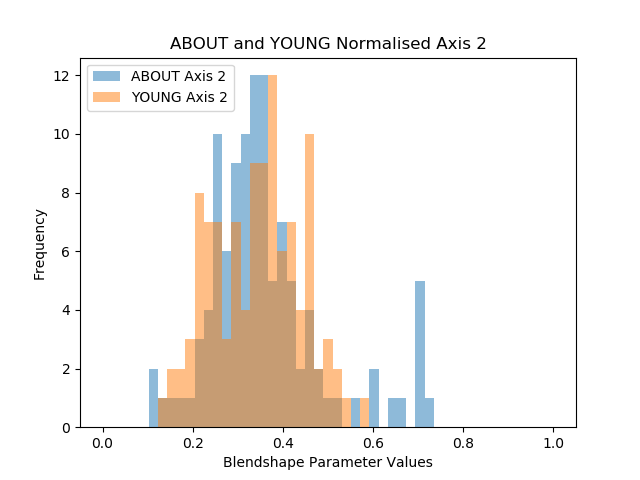 ABOUT and YOUNG Normalised Axis 2
ABOUT Axis 2
YOUNG Axis 2
12
10
8
6
4
2
0
Frequency
0.0 0.2 0.4 0.6 0.8 1.0
Blendshape Parameter Values